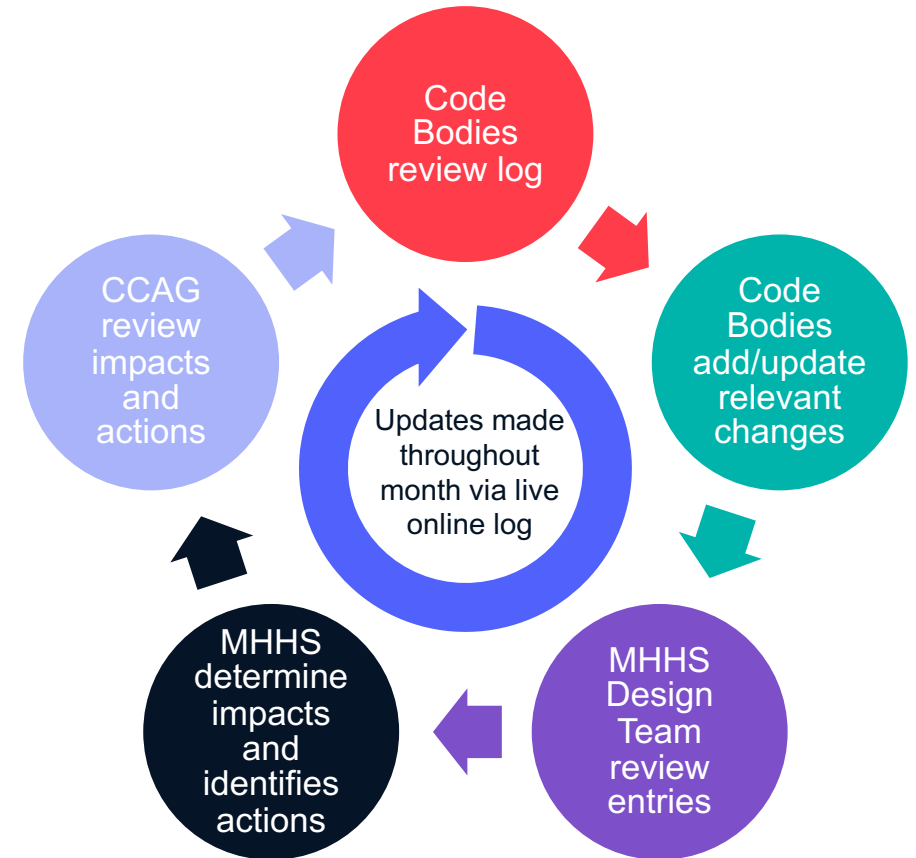 Code
Bodies
review log
Code
Bodies
add/update
relevant
changes
MHHS
Design
Team
review
entries
MHHS
determine
impacts
and
identifies
actions
CCAG
review
impacts
and
actions
Updates made
throughout
month via live
online log